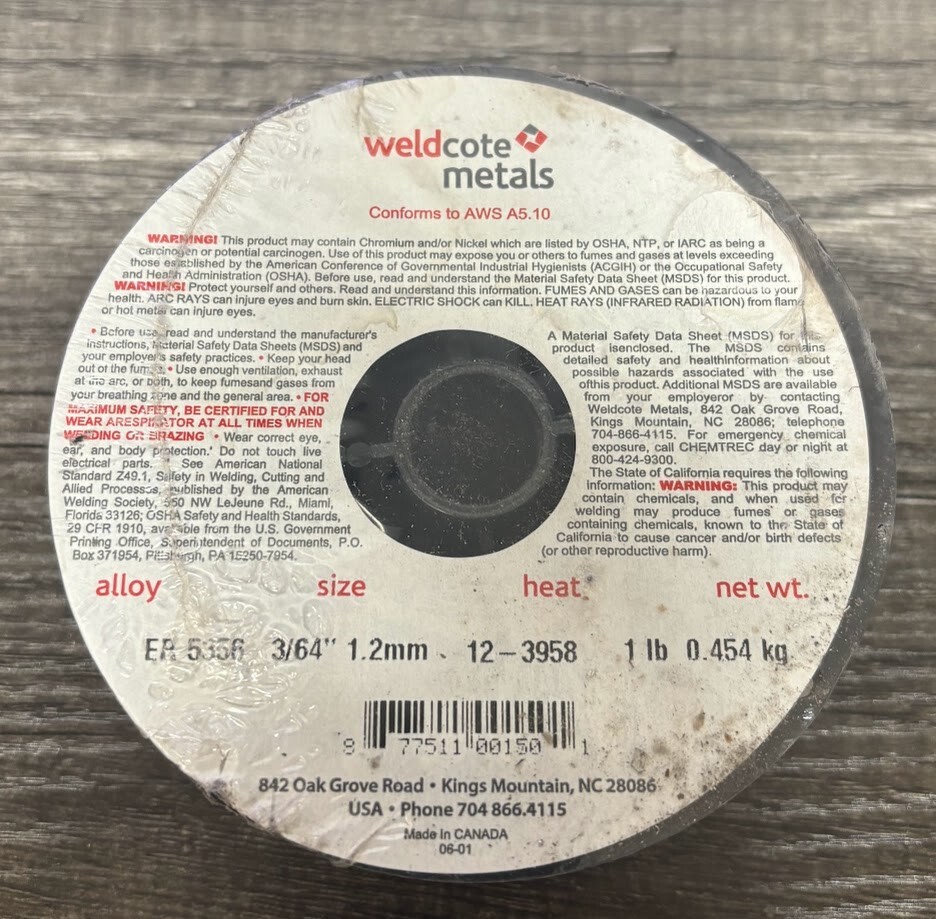 weldcote
metals
Conforms to AWS A5.10
WARNING! This product may contain Chromium and/or Nickel which are listed by OSHA, NTP, or IARC as being a
carcinogen or potential carcinogen. Use of this product may expose you or others to fumes and gases at levels exceeding
those established by the American Conference of Governmental Industrial Hygienists (ACGIH) or the Occupational Safety
and Health Administration (OSHA). Before use, read and understand the Material Safety Data Sheet (MSDS) for this product.
WARNING! Protect yourself and others. Read and understand this information. FUMES AND GASES can be hazardous to your
health. ARC RAYS can injure eyes and burn skin. ELECTRIC SHOCK can KILL. HEAT RAYS (INFRARED RADIATION) from flame
or hot metal can injure eyes.
• Before use, read and understand the manufacturer's
instructions, Material Safety Data Sheets (MSDS) and
your employer's safety practices. • Keep your head
out of the fumes. • Use enough ventilation, exhaust
at the arc, or both, to keep fumesand gases from
your breathing zone and the general area. • FOR
MAXIMUM SAFETY, BE CERTIFIED FOR AND
WEAR ARESPIRATOR AT ALL TIMES WHEN
WELDING OR BRAZING • Wear correct eye,
ear, and body protection. • Do not touch live
electrical parts. • See American National
Standard Z49.1, Safety in Welding, Cutting and
Allied Processes, published by the American
Welding Society, 550 NW LeJeune Rd., Miami,
Florida 33126; OSHA Safety and Health Standards,
29 CFR 1910, available from the U.S. Government
Printing Office, Superintendent of Documents, P.O.
Box 371954, Pittsburgh, PA 15250-7954.
A Material Safety Data Sheet (MSDS) for this
product isenclosed. The MSDS contains
detailed safety and healthinformation about
possible hazards associated with the use
ofthis product. Additional MSDS are available
from your employeror by contacting
Weldcote Metals, 842 Oak Grove Road,
Kings Mountain, NC 28086; telephone
704-866-4115. For emergency chemical
exposure, call CHEMTREC day or night at
800-424-9300.
The State of California requires the following
information: WARNING: This product may
contain chemicals, and when used for
welding may produce fumes or gases
containing chemicals, known to the State of
California to cause cancer and/or birth defects
(or other reproductive harm).
alloy size heat net wt.
ER 5356 3/64" 1.2mm 12-3958 1 lb 0.454 kg
8 77511 00150 1
842 Oak Grove Road • Kings Mountain, NC 28086
USA • Phone 704 866.4115
Made in CANADA
06-01